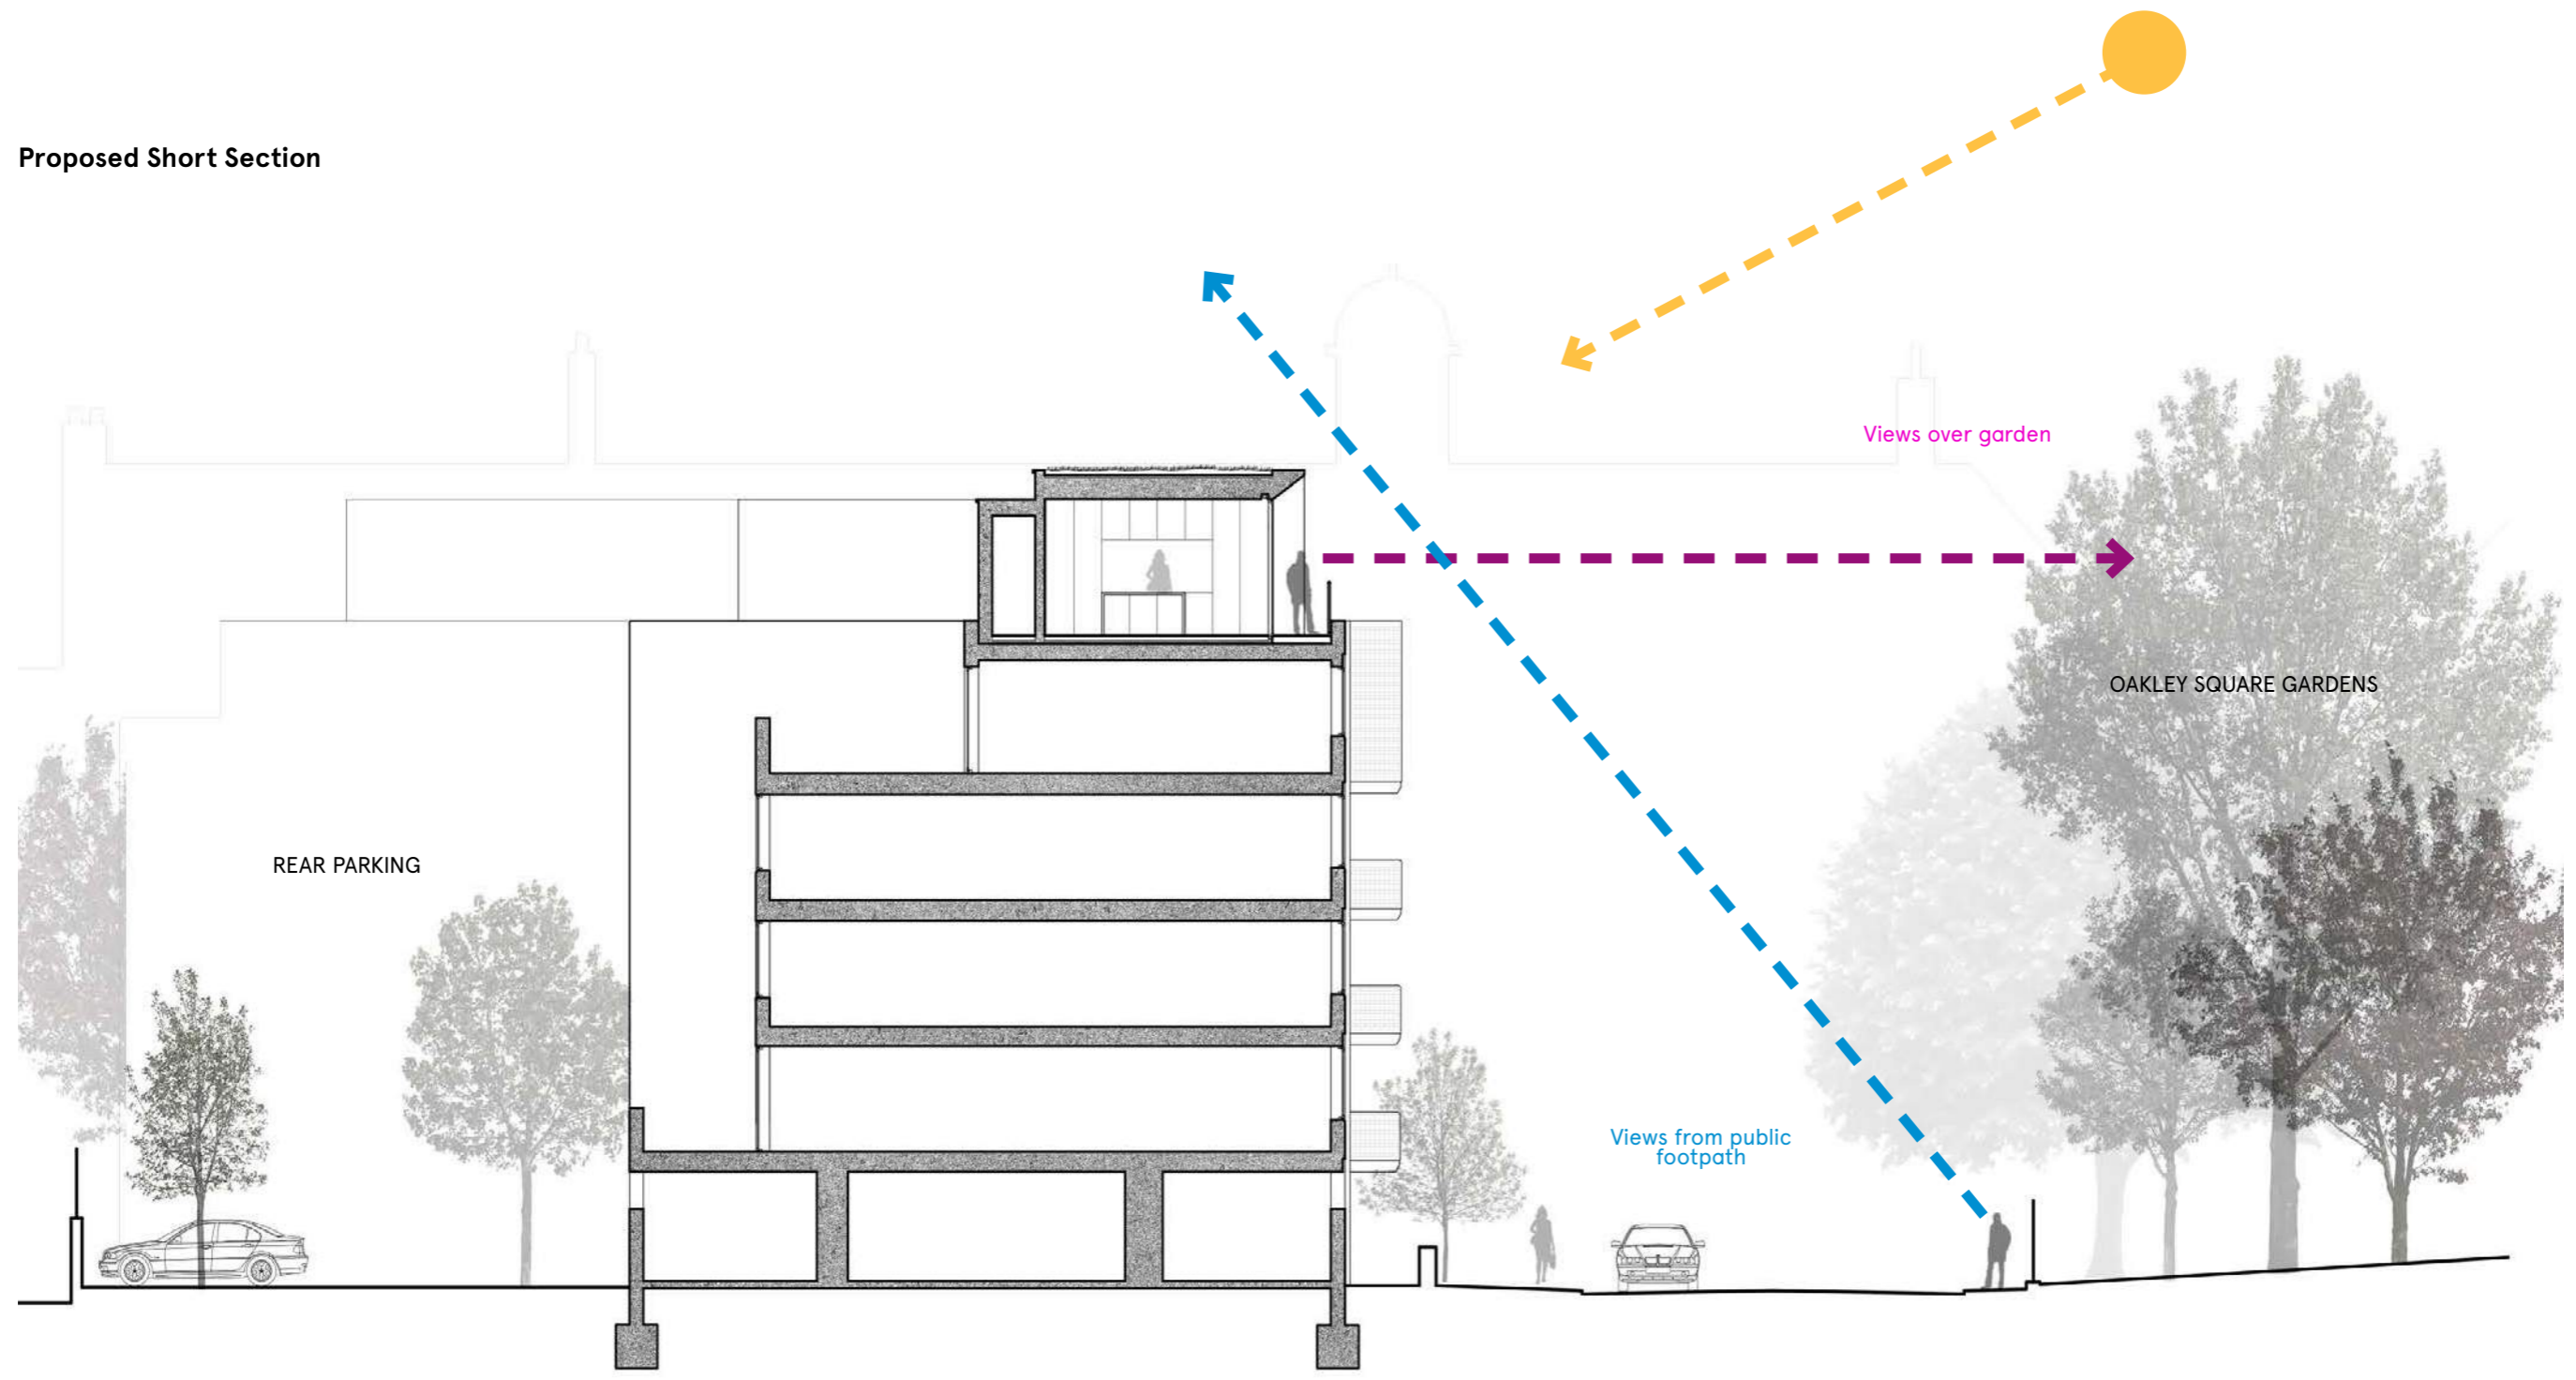 Proposed Short Section
Views over garden
OAKLEY SQUARE GARDENS
REAR PARKING
Views from public
footpath